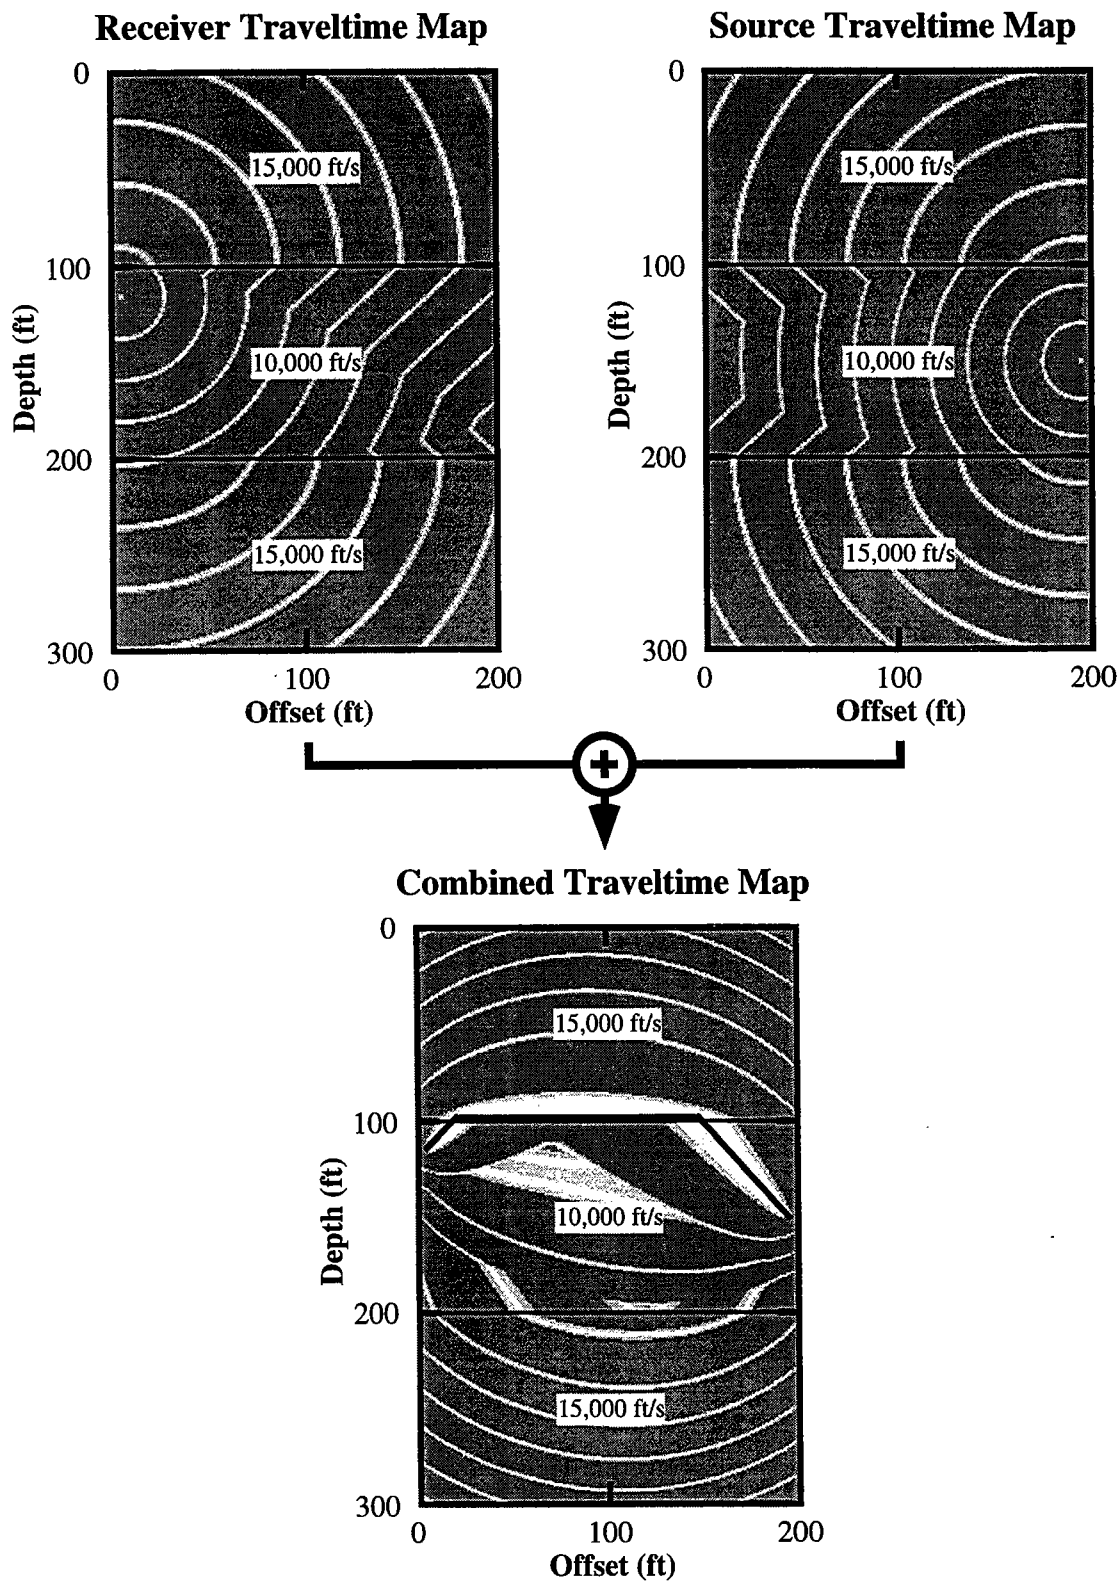 Receiver Traveltime Map
0
100
200
300
Depth (ft)
15,000 ft/s
10,000 ft/s
15,000 ft/s
0
100
200
Offset (ft)
Source Traveltime Map
0
100
200
300
Depth (ft)
15,000 ft/s
10,000 ft/s
15,000 ft/s
0
100
200
Offset (ft)
+
Combined Traveltime Map
0
100
200
300
Depth (ft)
15,000 ft/s
10,000 ft/s
15,000 ft/s
0
100
200
Offset (ft)